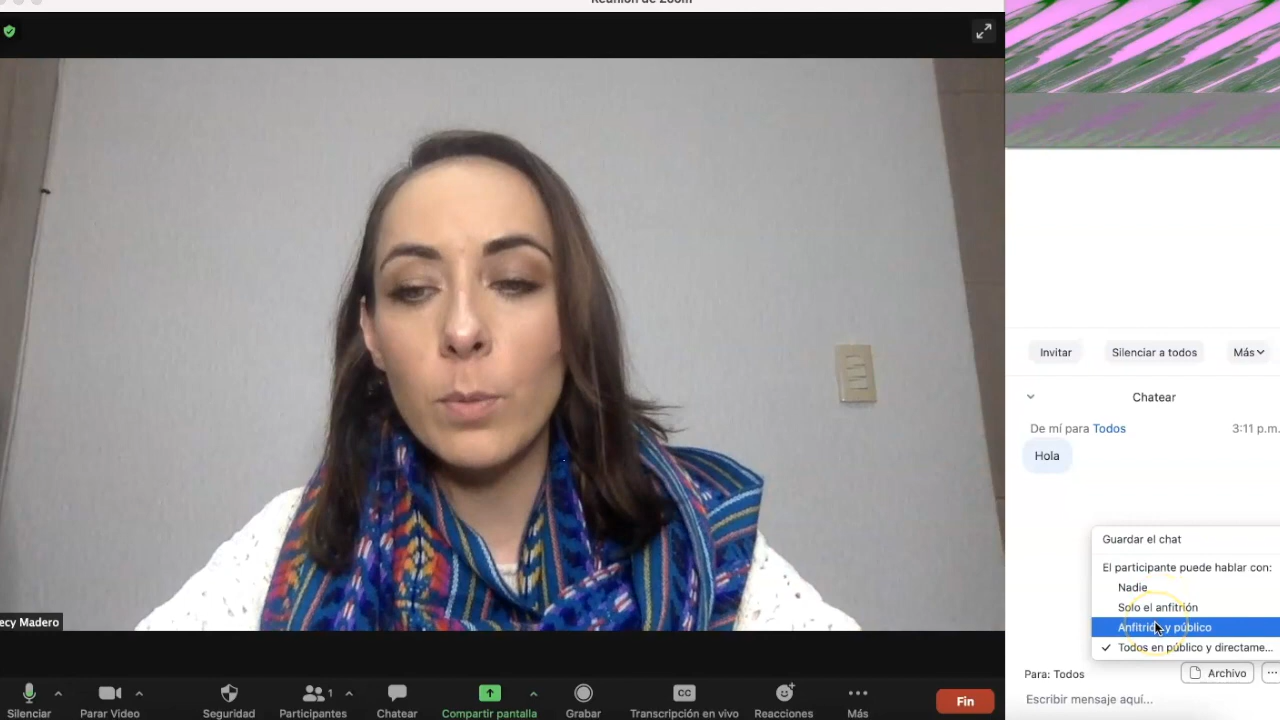 Reunión de Zoom
Invitar
Silenciar a todos
Más
Chatear
De mí para Todos
3:11 p.m.
Hola
Guardar el chat
El participante puede hablar con:
Nadie
Solo el anfitrión
Anfitrión y público
Todos en público y directame...
Para: Todos
Archivo
Escribir mensaje aquí...
ecy Madero
Silenciar
Parar Video
Seguridad
1
Participantes
Chatear
Compartir pantalla
Grabar
CC
Transcripción en vivo
Reacciones
Más
Fin